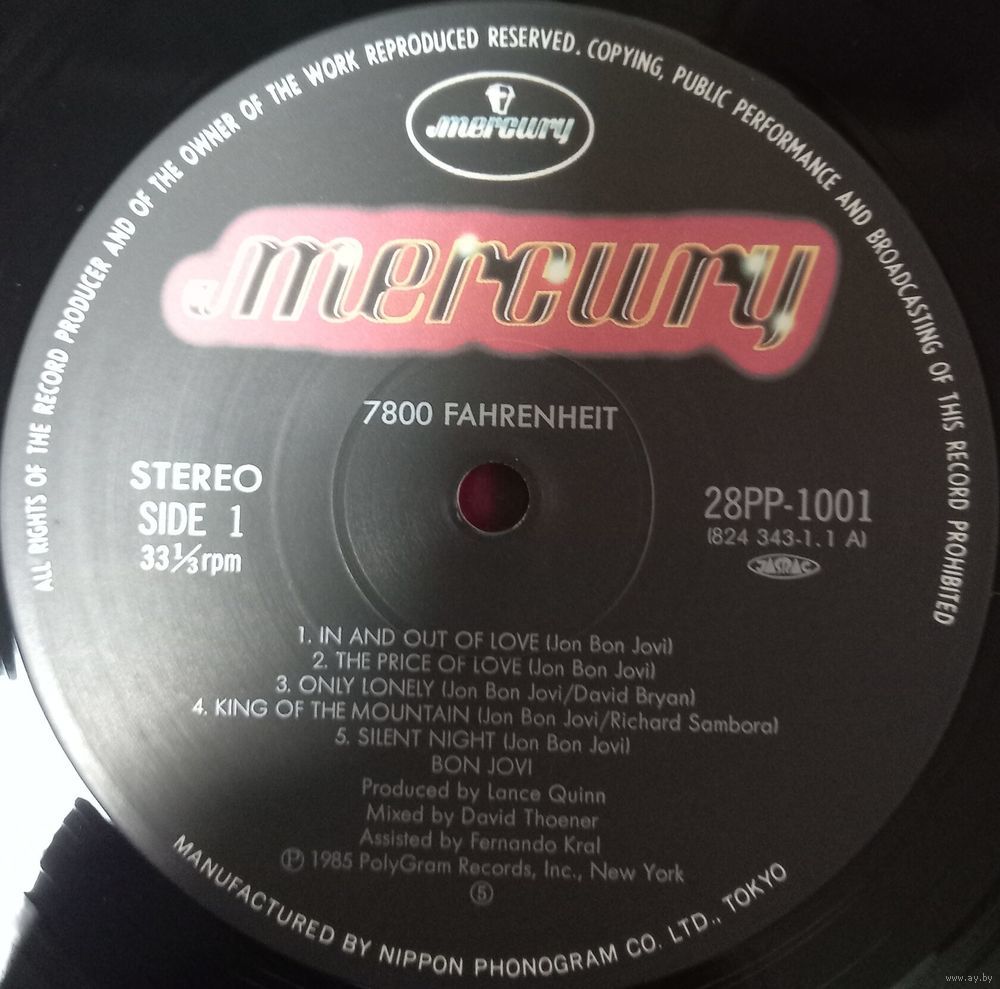 ALL RIGHTS OF THE RECORD PRODUCER AND OF THE OWNER OF THE WORK REPRODUCED RESERVED. COPYING, PUBLIC PERFORMANCE AND BROADCASTING OF THIS RECORD PROHIBITED
mercury
mercury
7800 FAHRENHEIT
STEREO
SIDE 1
33⅓rpm
28PP-1001
(824 343-1.1 A)
JASRAC
1. IN AND OUT OF LOVE (Jon Bon Jovi)
2. THE PRICE OF LOVE (Jon Bon Jovi)
3. ONLY LONELY (Jon Bon Jovi/David Bryan)
4. KING OF THE MOUNTAIN (Jon Bon Jovi/Richard Sambora)
5. SILENT NIGHT (Jon Bon Jovi)
BON JOVI
Produced by Lance Quinn
Mixed by David Thoener
Assisted by Fernando Kral
Ⓟ 1985 PolyGram Records, Inc., New York
⑤
MANUFACTURED BY NIPPON PHONOGRAM CO. LTD., TOKYO
www.ay.by